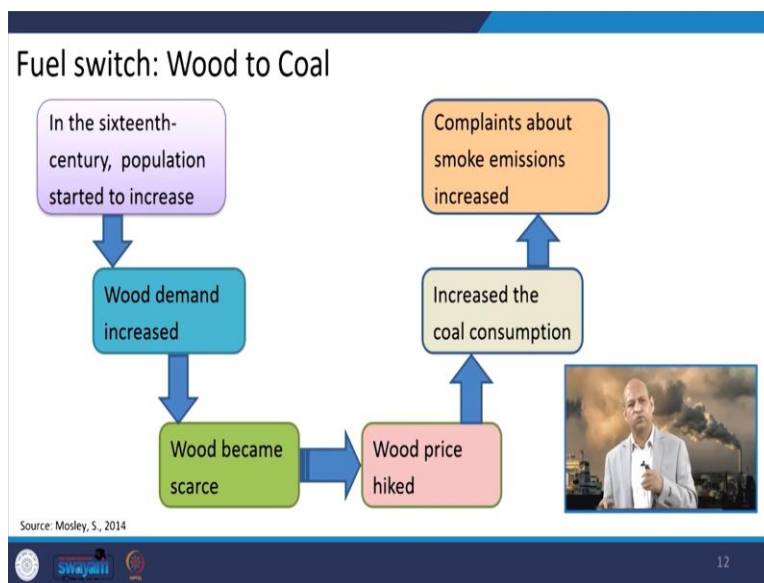 Fuel switch: Wood to Coal
In the sixteenth-
century, population
started to increase
Wood demand
increased
Wood became
scarce
Wood price
hiked
Increased the
coal consumption
Complaints about
smoke emissions
increased
Source: Mosley, S., 2014
swayam
12